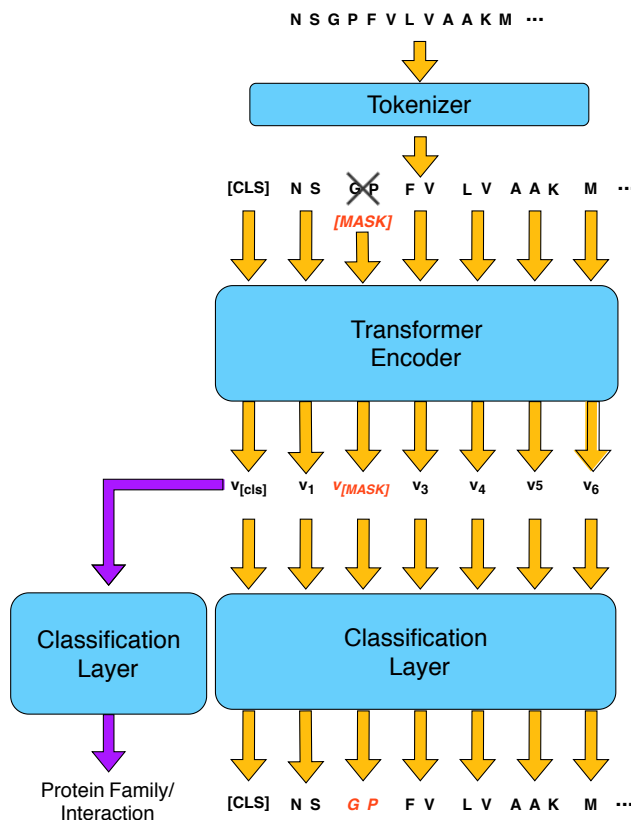 N S G P F V L V A A K M ...
Tokenizer
[CLS] N S G P F V L V A A K M ...
[MASK]
Transformer
Encoder
v[cls] v1 v[MASK] v3 v4 v5 v6
Classification
Layer
Classification
Layer
Protein Family/
Interaction
[CLS] N S G P F V L V A A K M ...